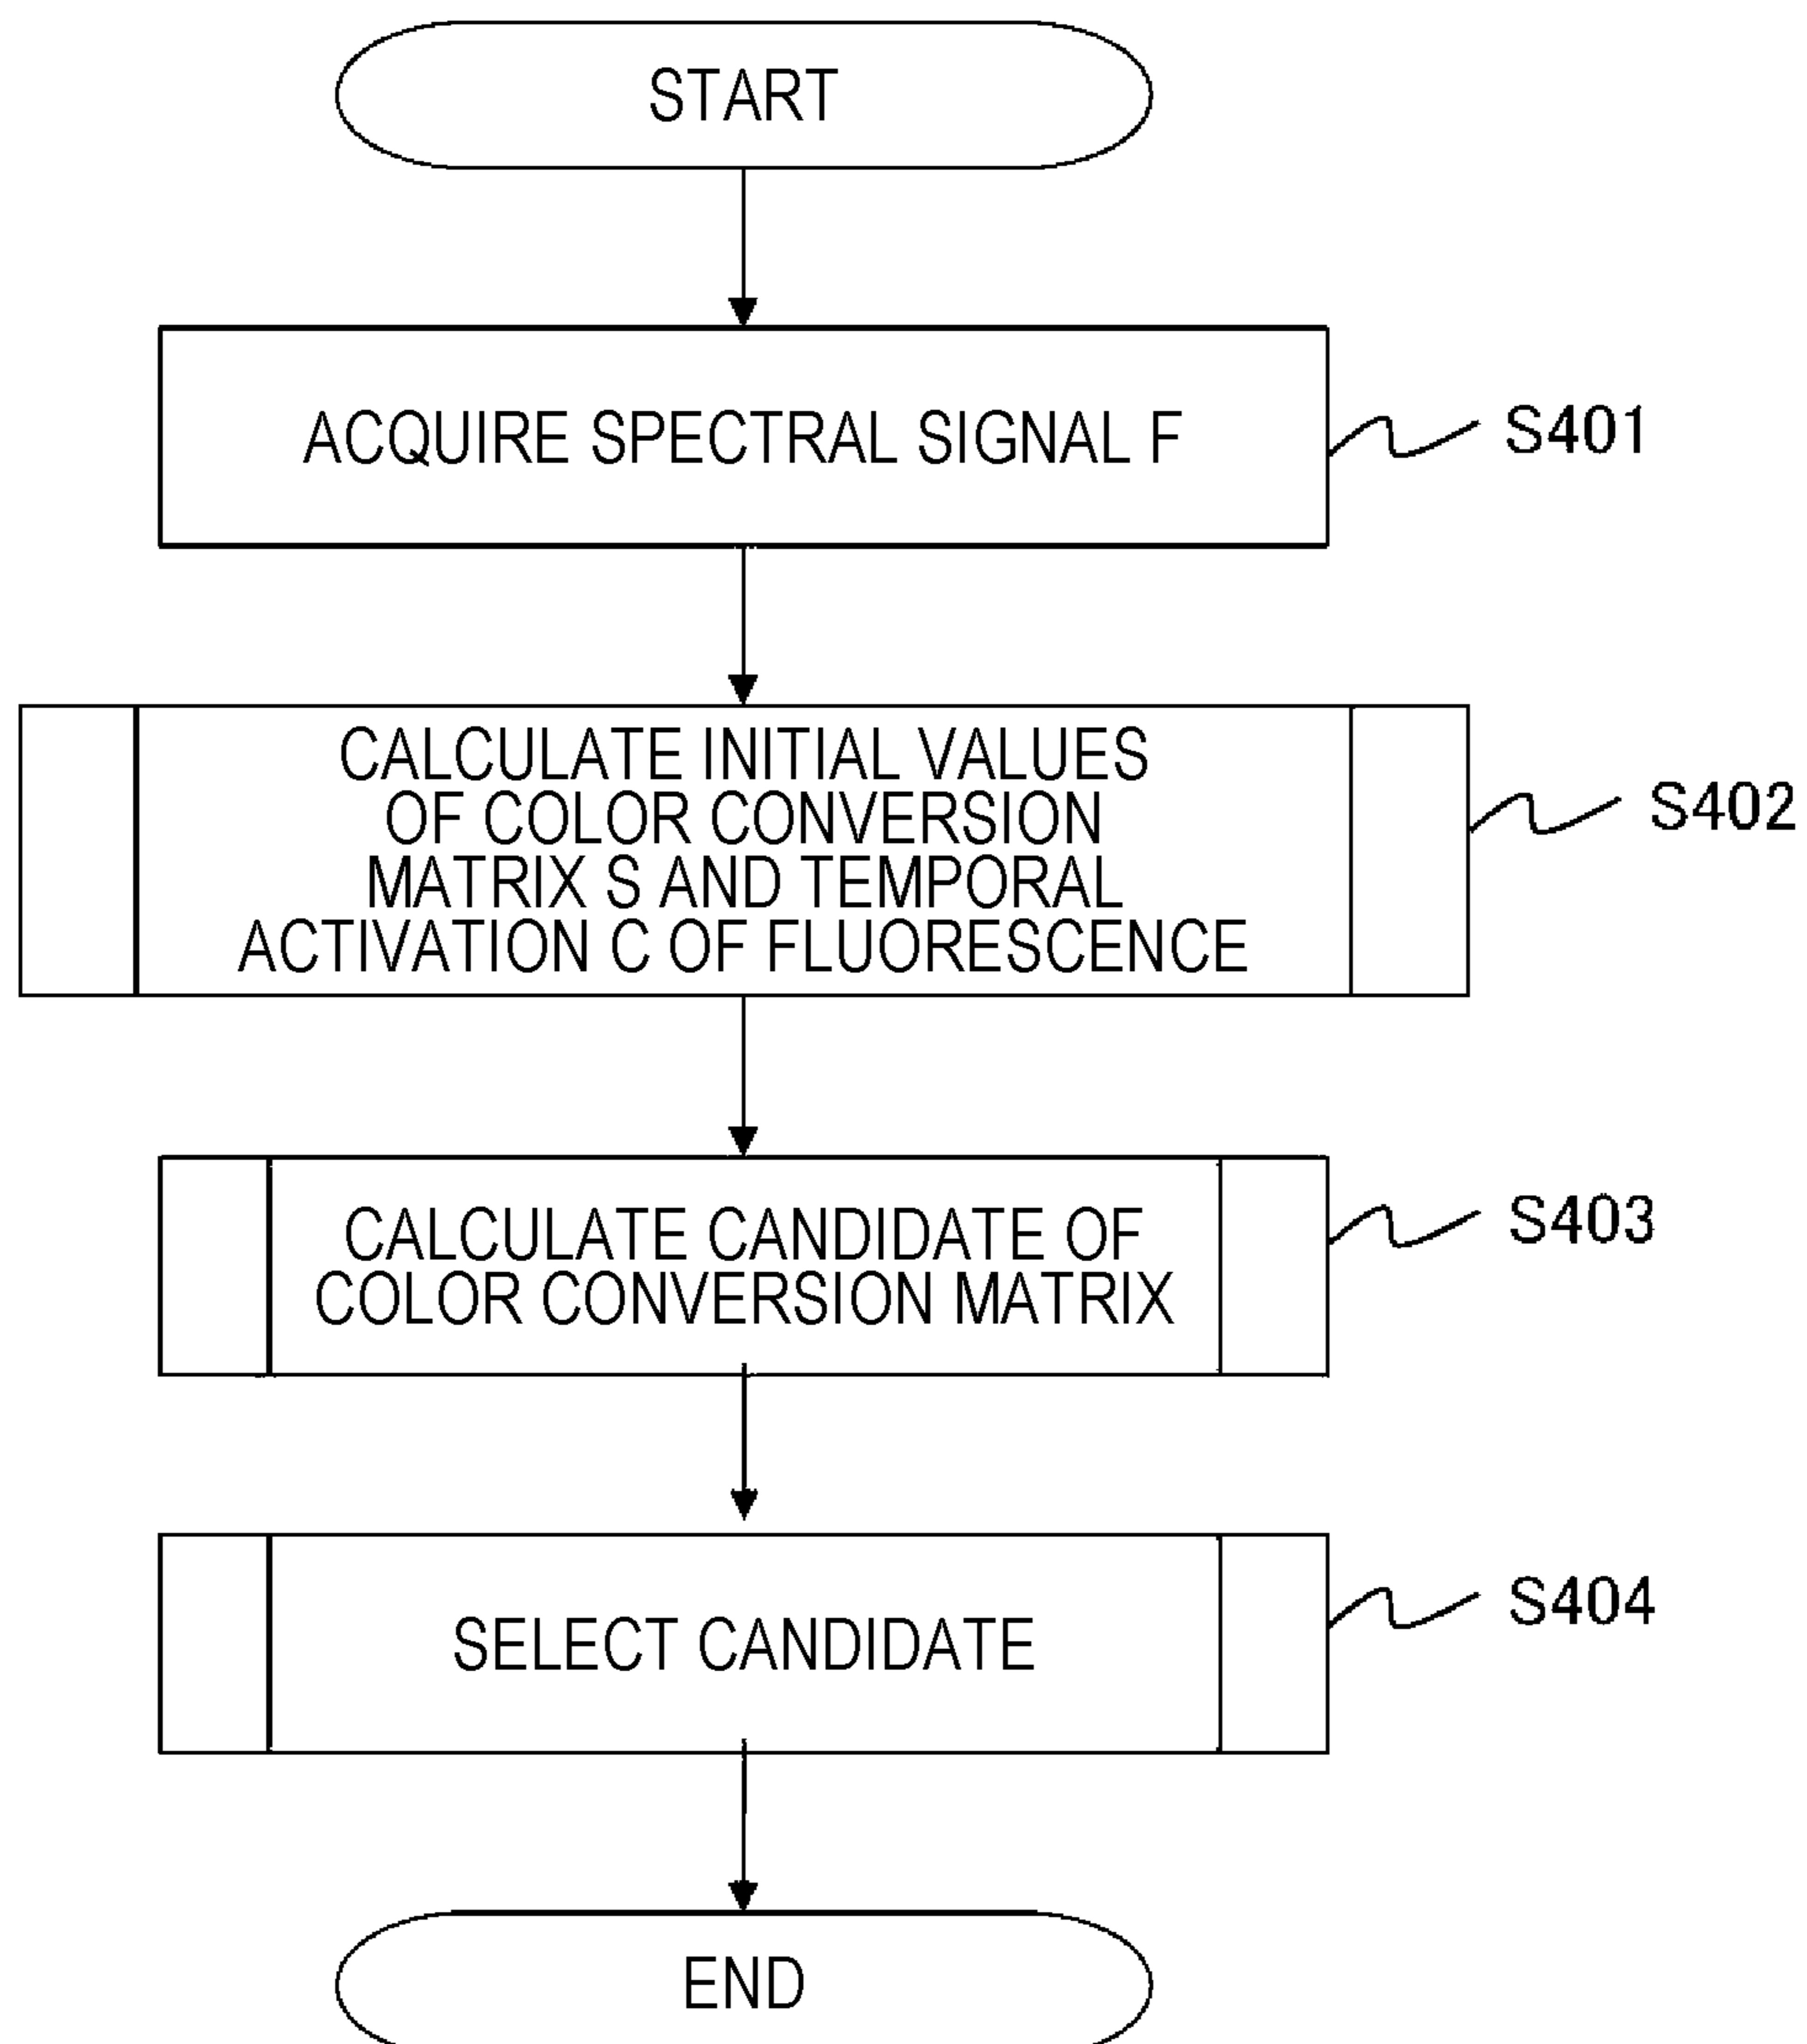 START
ACQUIRE SPECTRAL SIGNAL F
S401
CALCULATE INITIAL VALUES
OF COLOR CONVERSION
MATRIX S AND TEMPORAL
ACTIVATION C OF FLUORESCENCE
S402
CALCULATE CANDIDATE OF
COLOR CONVERSION MATRIX
S403
SELECT CANDIDATE
S404
END